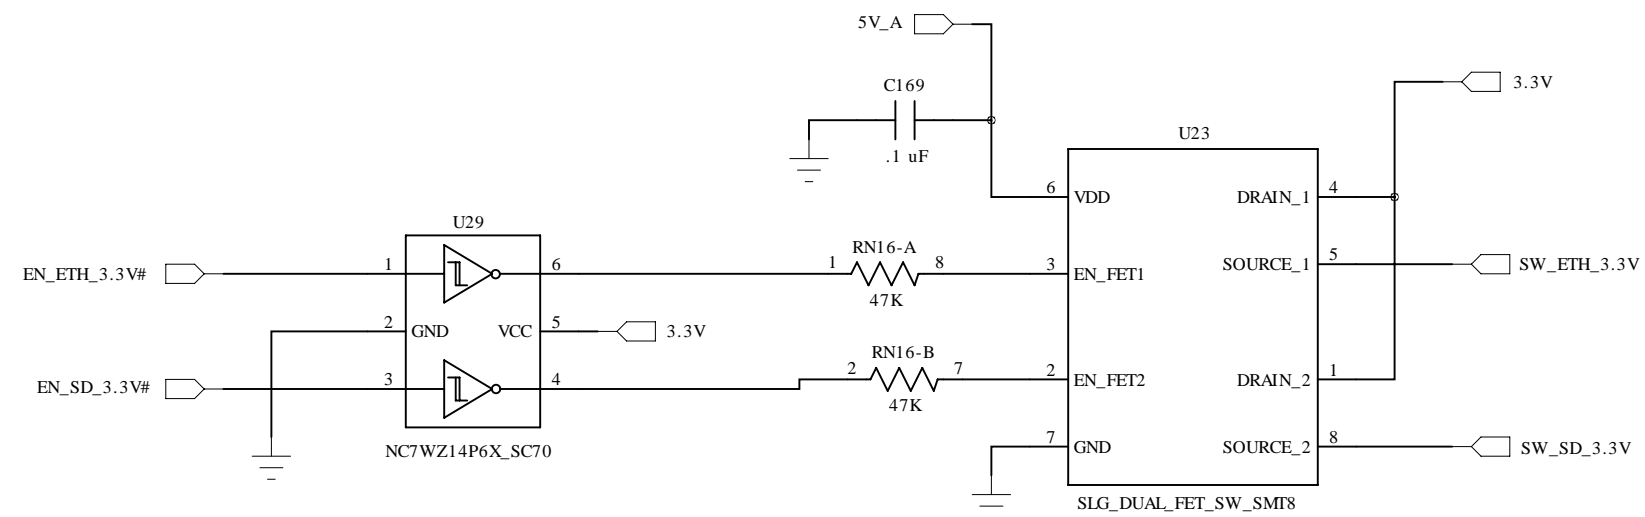 5V_A
C169
.1 uF
3.3V
U23
6 VDD
DRAIN_1 4
U29
RN16-A
EN_ETH_3.3V# 1
6
1 8
47K
3 EN_FET1
SOURCE_1 5
SW_ETH_3.3V
2 GND
VCC 5
3.3V
RN16-B
EN_SD_3.3V# 3
4
2 7
47K
2 EN_FET2
DRAIN_2 1
NC7WZ14P6X_SC70
7 GND
SOURCE_2 8
SW_SD_3.3V
SLG_DUAL_FET_SW_SMT8